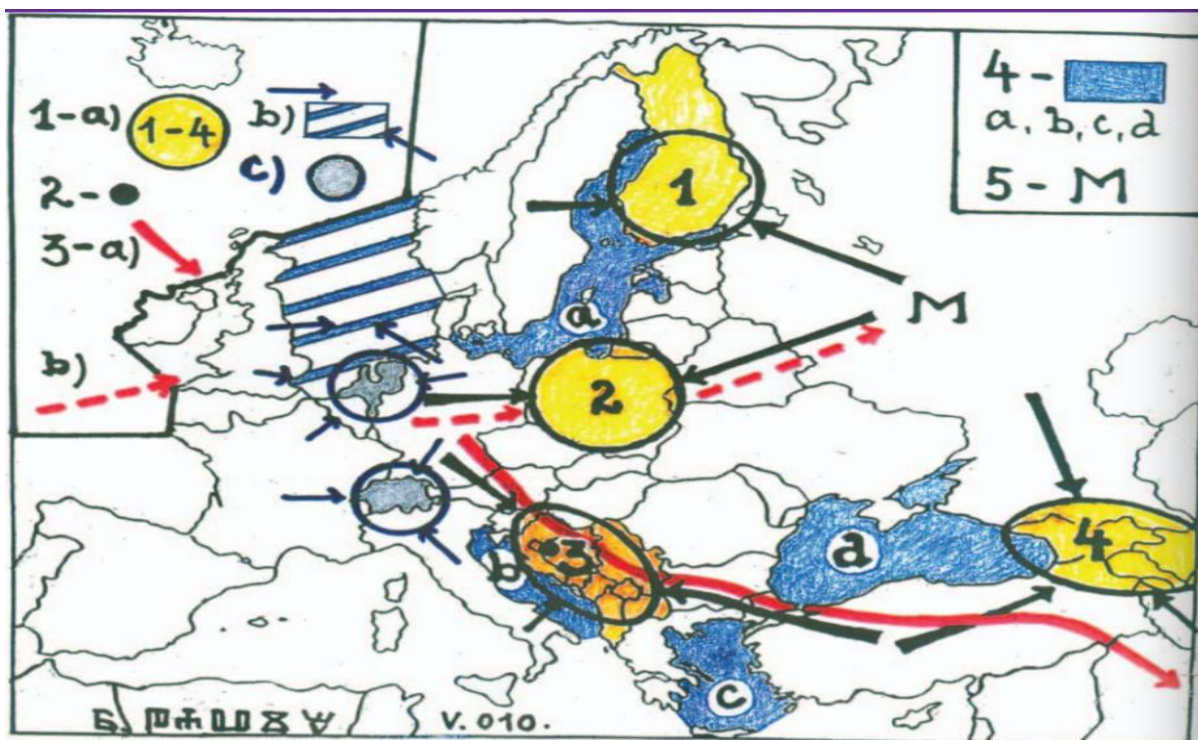 1-a) 1-4 b)
c)
2 -
3-a)
b)
4 -
a, b, c, d
5 - M
1
M
a
2
3
b
d
4
c
V. 010.